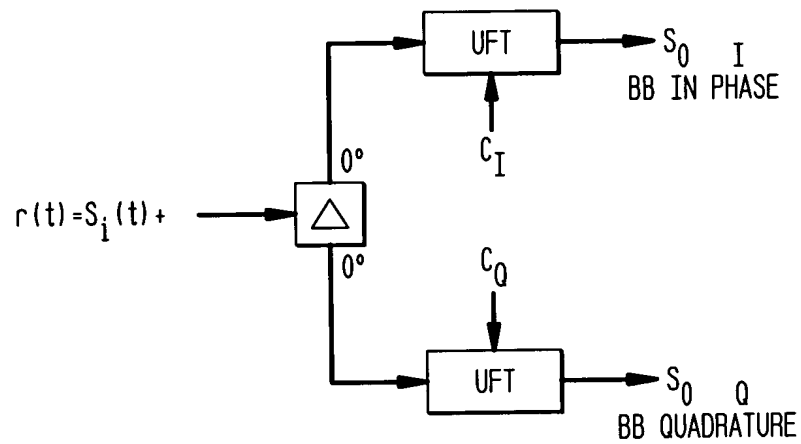 UFT
S0 I
BB IN PHASE
CI
0°
r(t)=Si(t)+
0°
CQ
UFT
S0 Q
BB QUADRATURE